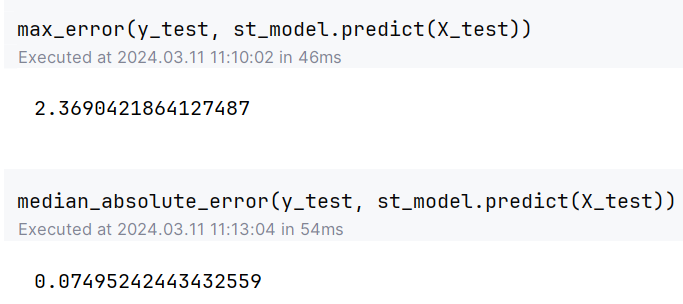 max_error(y_test, st_model.predict(X_test))
Executed at 2024.03.11 11:10:02 in 46ms
2.3690421864127487
median_absolute_error(y_test, st_model.predict(X_test))
Executed at 2024.03.11 11:13:04 in 54ms
0.07495242443432559